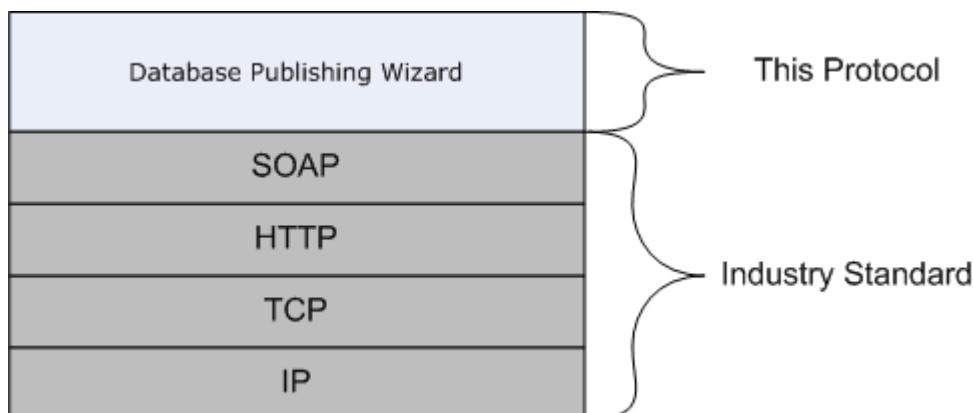 Database Publishing Wizard
This Protocol
SOAP
HTTP
TCP
IP
Industry Standard